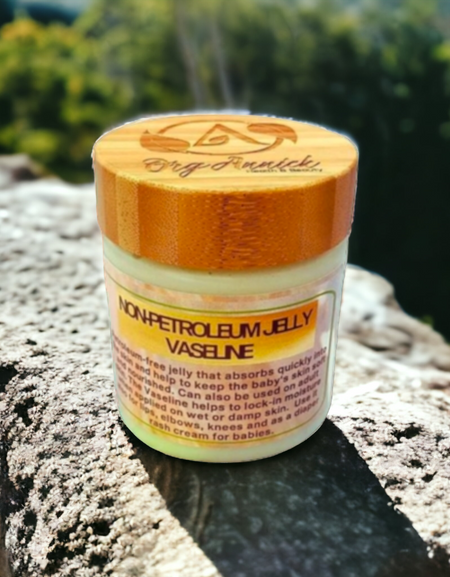 OrgAnnick
NON-PETROLEUM JELLY
VASELINE
-free jelly that absorbs quickly into
and help to keep the baby's skin soft
nourished. Can also be used on adult
The Vaseline helps to lock-in moisture
applied on wet or damp skin. Use it
lips, elbows, knees and as a diaper
rash cream for babies.